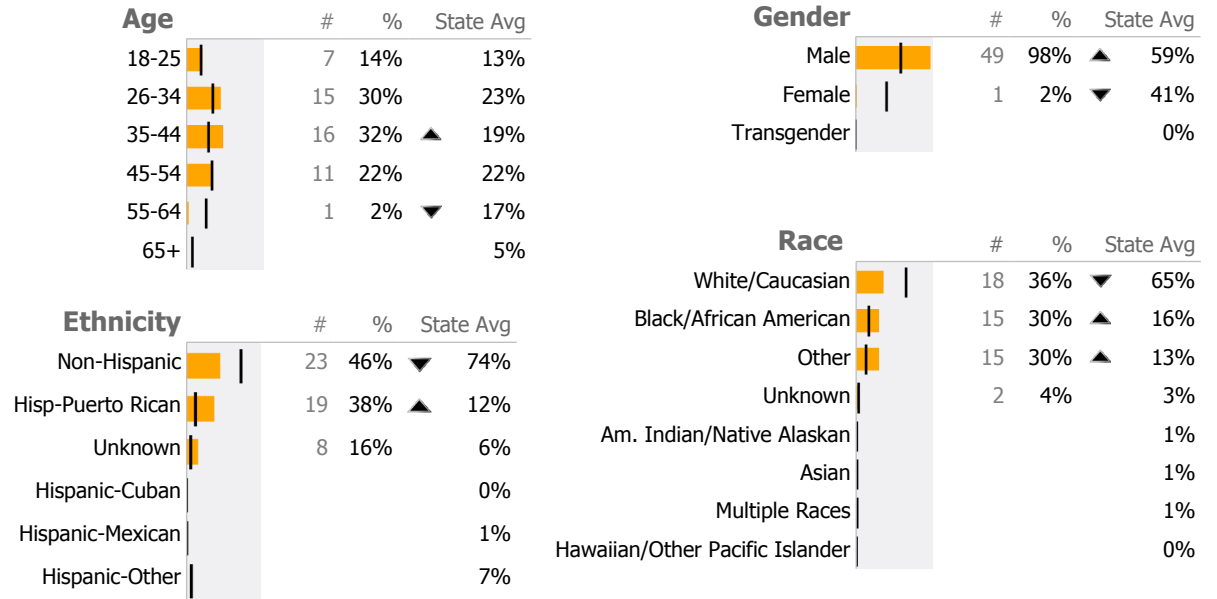 Age # % State Avg
18-25 7 14% 13%
26-34 15 30% 23%
35-44 16 32% 19%
45-54 11 22% 22%
55-64 1 2% 17%
65+ 5%
Ethnicity # % State Avg
Non-Hispanic 23 46% 74%
Hisp-Puerto Rican 19 38% 12%
Unknown 8 16% 6%
Hispanic-Cuban 0%
Hispanic-Mexican 1%
Hispanic-Other 7%
Gender # % State Avg
Male 49 98% 59%
Female 1 2% 41%
Transgender 0%
Race # % State Avg
White/Caucasian 18 36% 65%
Black/African American 15 30% 16%
Other 15 30% 13%
Unknown 2 4% 3%
Am. Indian/Native Alaskan 1%
Asian 1%
Multiple Races 1%
Hawaiian/Other Pacific Islander 0%